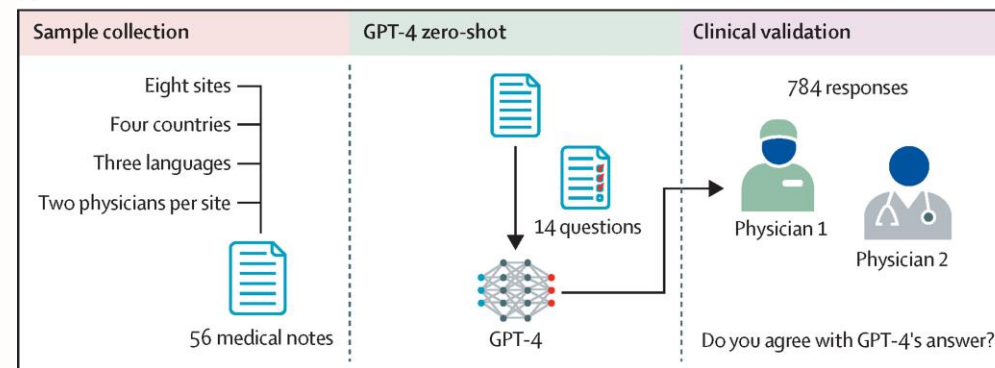 Sample collection
GPT-4 zero-shot
Clinical validation
Eight sites
Four countries
Three languages
Two physicians per site
56 medical notes
14 questions
GPT-4
784 responses
Physician 1
Physician 2
Do you agree with GPT-4's answer?